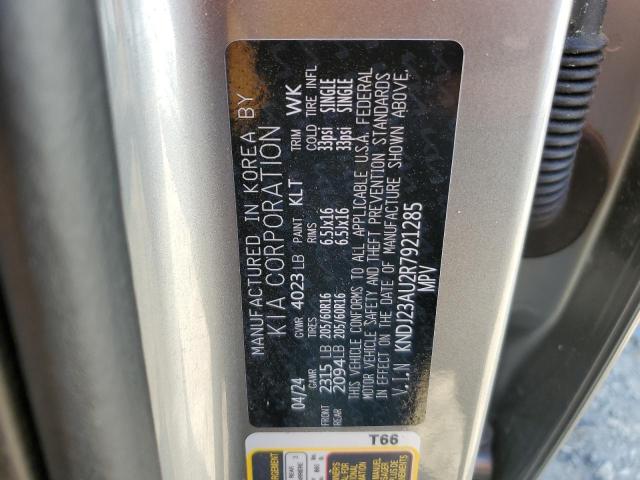 MANUFACTURED IN KOREA BY
KIA CORPORATION
04/24 GVWR 4023 LB PAINT KLT TRIM WK
GAWR TIRES RIMS COLD TIRE INFL
FRONT 2315 LB 205/60R16 6.5Jx16 33psi SINGLE
REAR 2094 LB 205/60R16 6.5Jx16 33psi SINGLE
THIS VEHICLE CONFORMS TO ALL APPLICABLE U.S.A. FEDERAL
MOTOR VEHICLE SAFETY AND THEFT PREVENTION STANDARDS
IN EFFECT ON THE DATE OF MANUFACTURE SHOWN ABOVE.
V.I.N KNDJ23AU2R7921285
MPV
T66
REAR